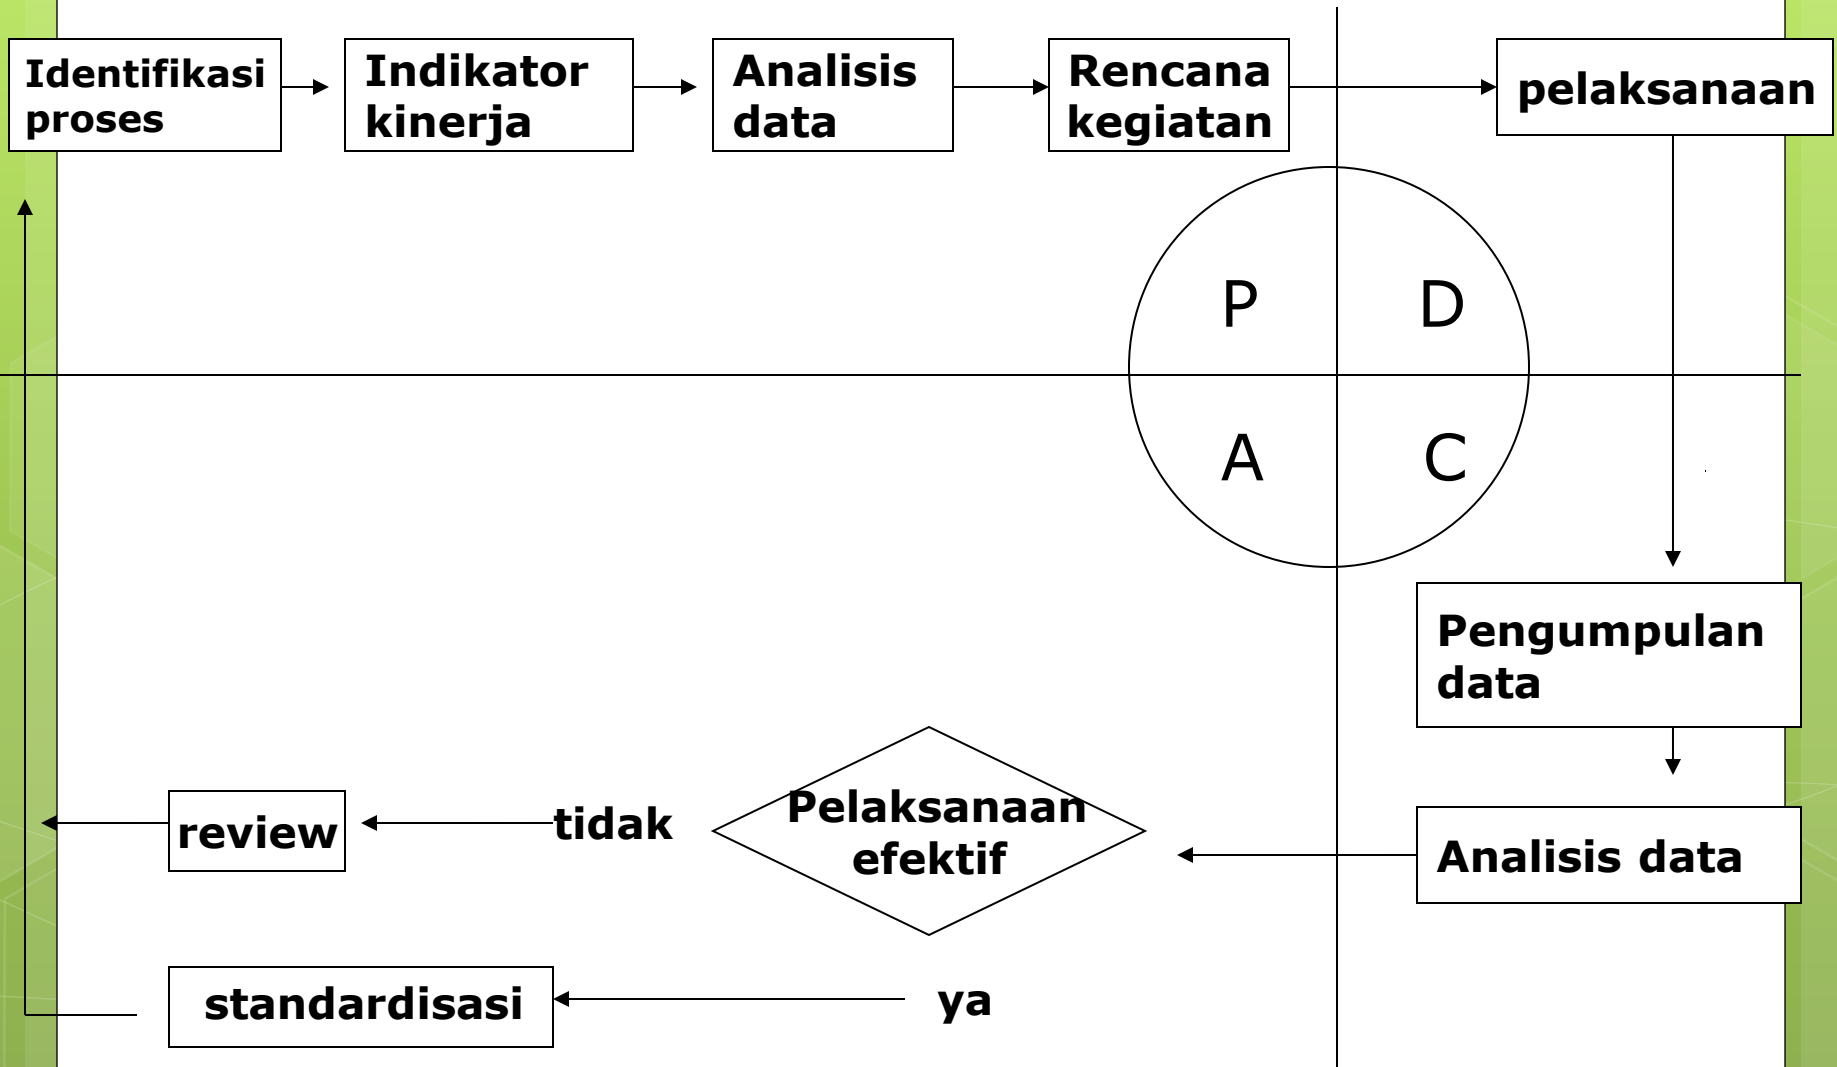 Identifikasi
proses
Indikator
kinerja
Analisis
data
Rencana
kegiatan
pelaksanaan
P
D
A
C
Pengumpulan
data
Analisis data
Pelaksanaan
efektif
tidak
review
ya
standardisasi